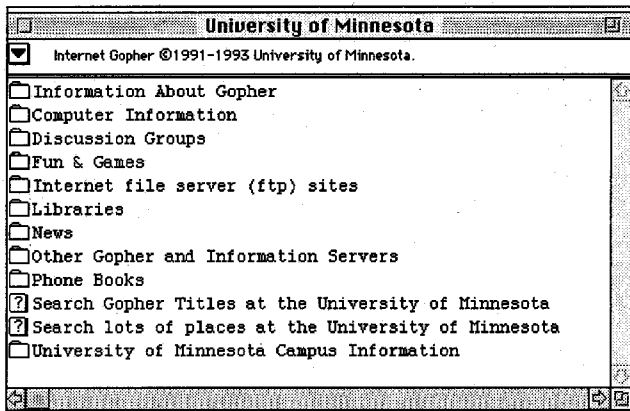 University of Minnesota
Internet Gopher ©1991-1993 University of Minnesota.
Information About Gopher
Computer Information
Discussion Groups
Fun & Games
Internet file server (ftp) sites
Libraries
News
Other Gopher and Information Servers
Phone Books
? Search Gopher Titles at the University of Minnesota
? Search lots of places at the University of Minnesota
University of Minnesota Campus Information